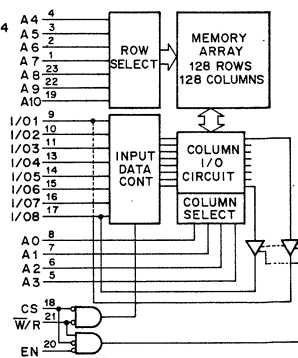 4
A4 4
A5 3
A6 2
A7 1
A8 23
A9 22
A10 19
ROW SELECT
MEMORY ARRAY
128 ROWS
128 COLUMNS
I/O1 9
I/O2 10
I/O3 11
I/O4 13
I/O5 14
I/O6 15
I/O7 16
I/O8 17
INPUT DATA CONT
COLUMN I/O CIRCUIT
COLUMN SELECT
A0 8
A1 7
A2 6
A3 5
CS 18
W/R 21
EN 20